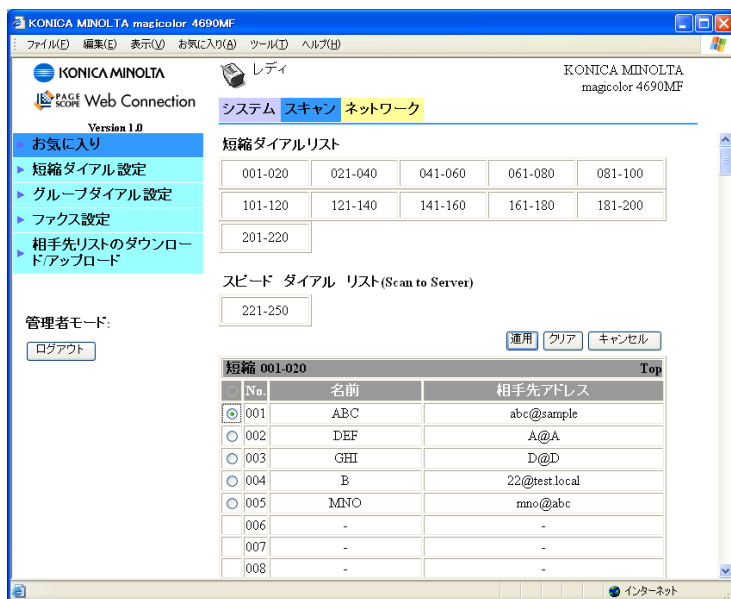 KONICA MINOLTA magicolor 4690MF
ファイル(F) 編集(E) 表示(V) お気に入り(A) ツール(T) ヘルプ(H)
KONICA MINOLTA
PAGE SCOPE Web Connection
Version 1.0
レディ
KONICA MINOLTA
magicolor 4690MF
システム スキャン ネットワーク
お気に入り
短縮ダイアル設定
グループダイアル設定
ファクス設定
相手先リストのダウンロー
ド/アップロード
管理者モード:
ログアウト
短縮ダイアルリスト
001-020 021-040 041-060 061-080 081-100
101-120 121-140 141-160 161-180 181-200
201-220
スピード ダイアル リスト(Scan to Server)
221-250
適用 クリア キャンセル
短縮 001-020 Top
No. 名前 相手先アドレス
001 ABC abc@sample
002 DEF A@A
003 GHI D@D
004 B 22@test.local
005 MNO mno@abc
006 - -
007 - -
008 - -
インターネット